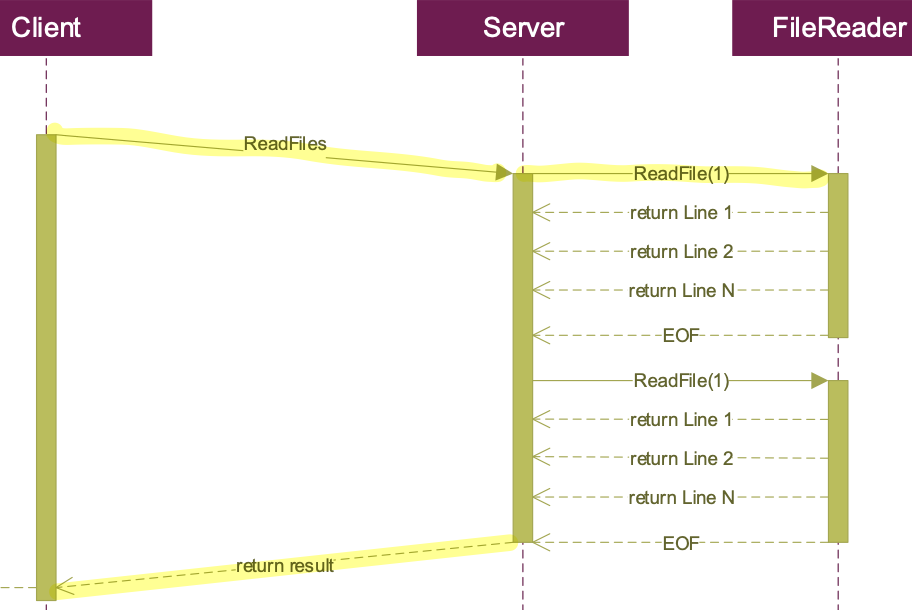 Client
Server
FileReader
ReadFiles
ReadFile(1)
return Line 1
return Line 2
return Line N
EOF
ReadFile(1)
return Line 1
return Line 2
return Line N
EOF
return result